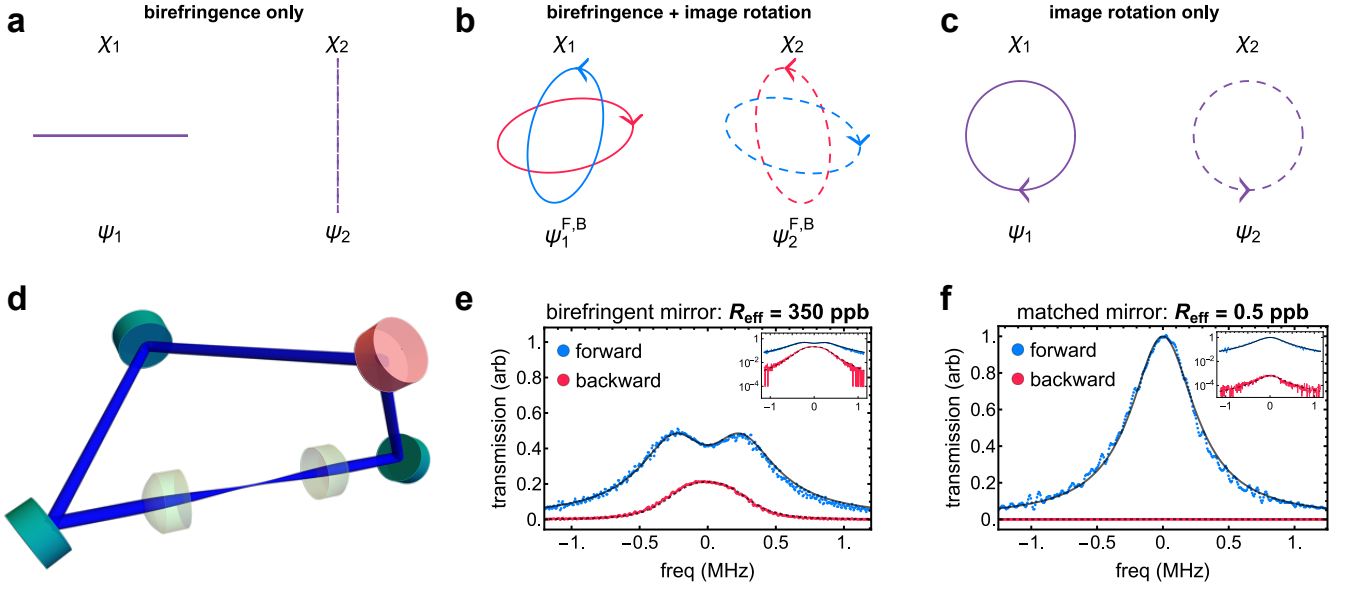 a
birefringence only
χ1
χ2
ψ1
ψ2
b
birefringence + image rotation
χ1
χ2
ψ1F,B
ψ2F,B
c
image rotation only
χ1
χ2
ψ1
ψ2
d
e
birefringent mirror: Reff = 350 ppb
transmission (arb)
1.
0.8
0.6
0.4
0.2
0.
forward
backward
1
10−2
10−4
−1
0
1
−1.
−0.5
0.
0.5
1.
freq (MHz)
f
matched mirror: Reff = 0.5 ppb
transmission (arb)
1.
0.8
0.6
0.4
0.2
0.
forward
backward
1
10−2
10−4
−1
0
1
−1.
−0.5
0.
0.5
1.
freq (MHz)